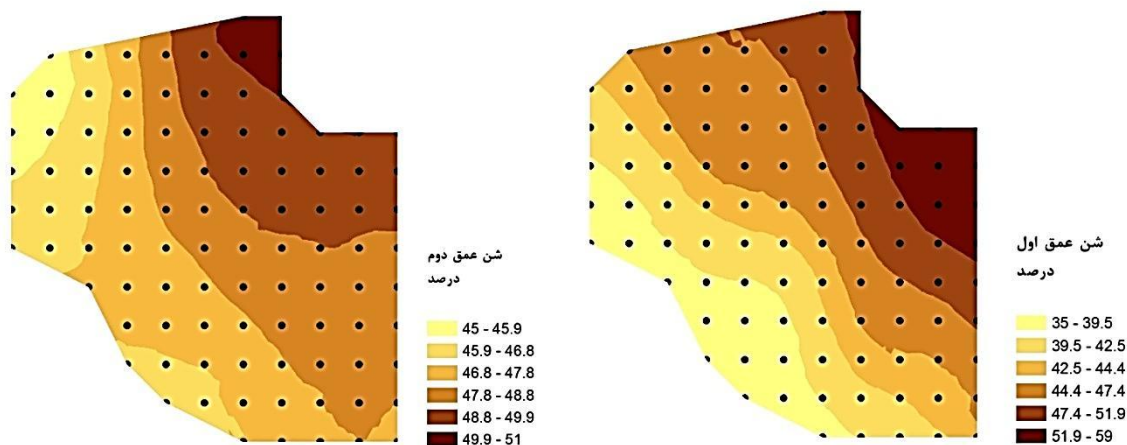 شن عمق اول
درصد
35 - 39.5
39.5 - 42.5
42.5 - 44.4
44.4 - 47.4
47.4 - 51.9
51.9 - 59
شن عمق دوم
درصد
45 - 45.9
45.9 - 46.8
46.8 - 47.8
47.8 - 48.8
48.8 - 49.9
49.9 - 51